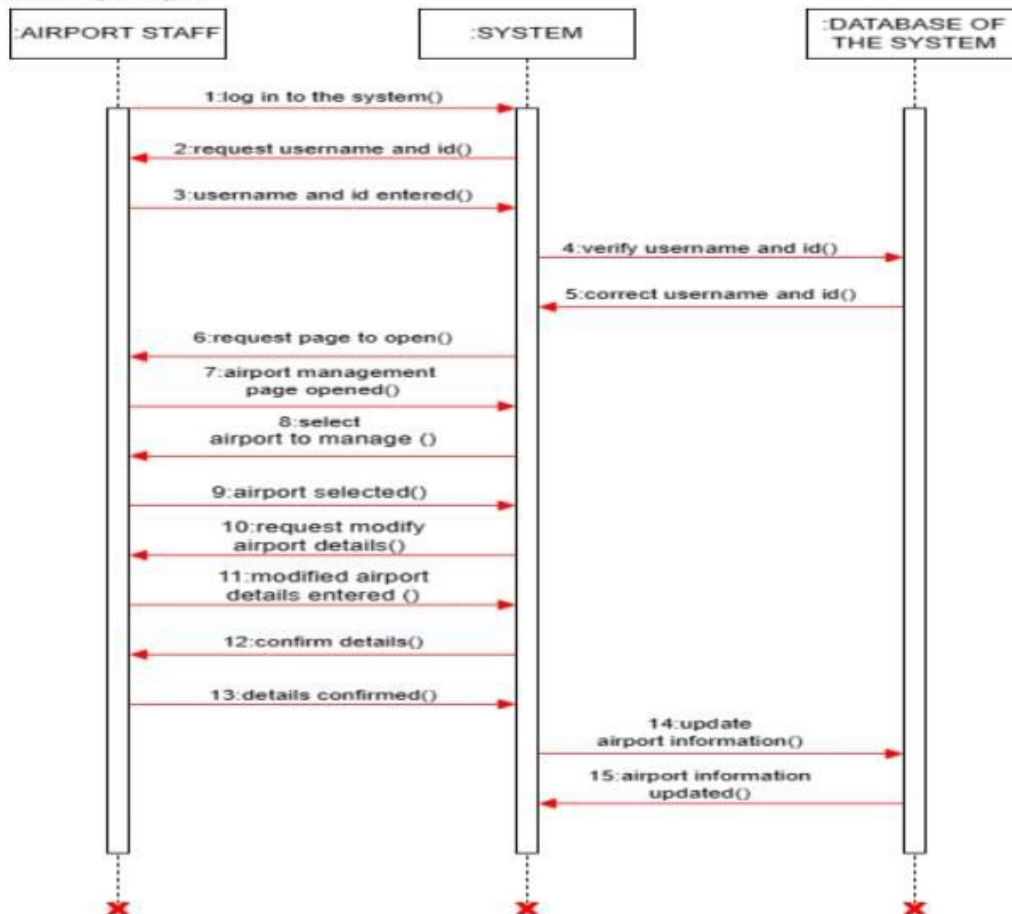 :AIRPORT STAFF
:SYSTEM
:DATABASE OF
THE SYSTEM
1:log in to the system()
2:request username and id()
3:username and id entered()
4:verify username and id()
5:correct username and id()
6:request page to open()
7:airport management
page opened()
8:select
airport to manage ()
9:airport selected()
10:request modify
airport details()
11:modified airport
details entered ()
12:confirm details()
13:details confirmed()
14:update
airport information()
15:airport information
updated()